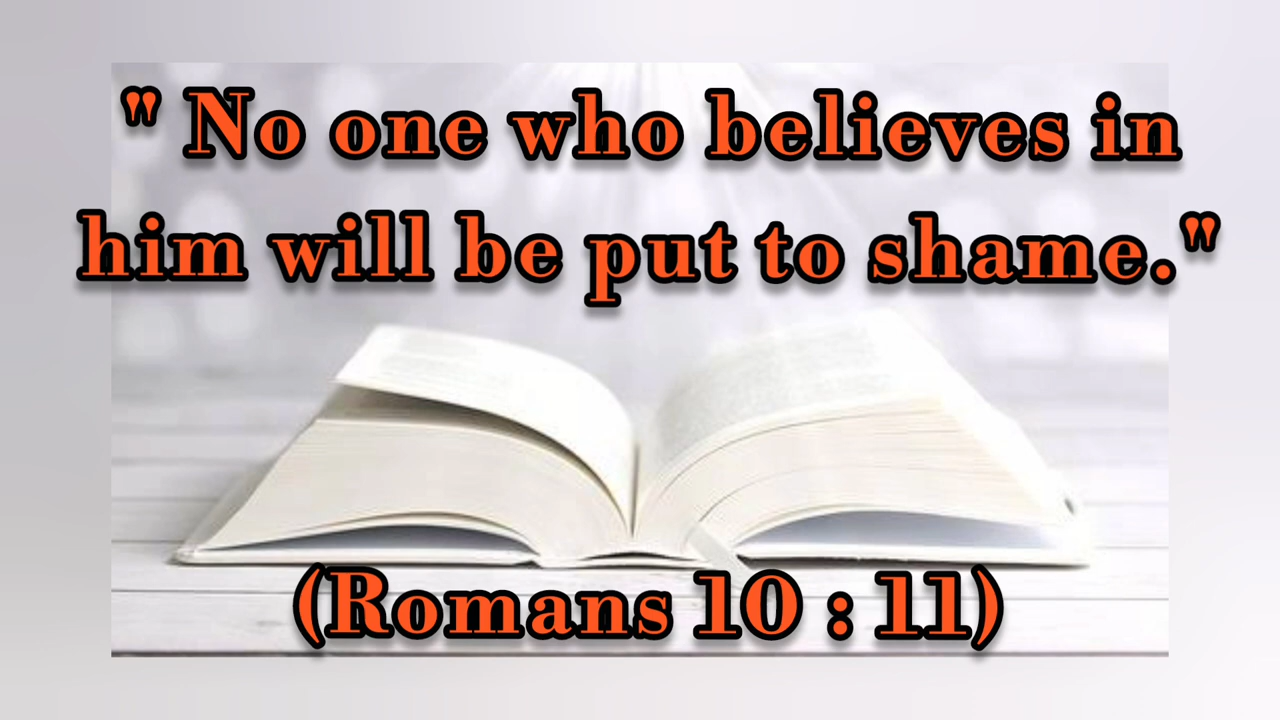 " No one who believes in
him will be put to shame."
(Romans 10 : 11)